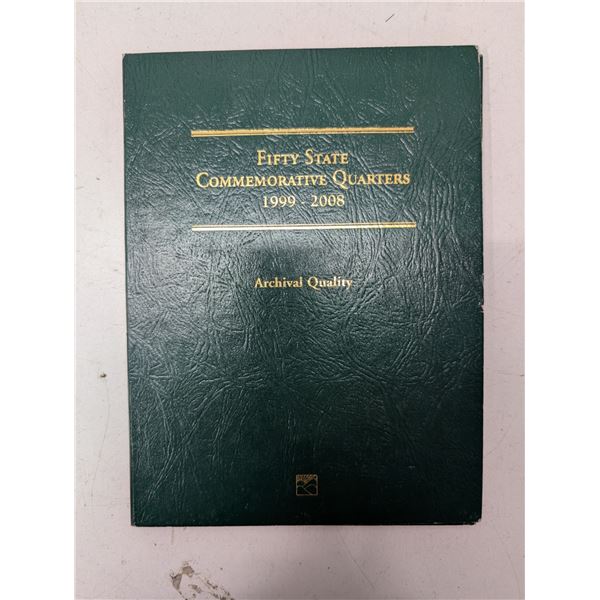 FIFTY STATE
COMMEMORATIVE QUARTERS
1999 2008
Archival Quality